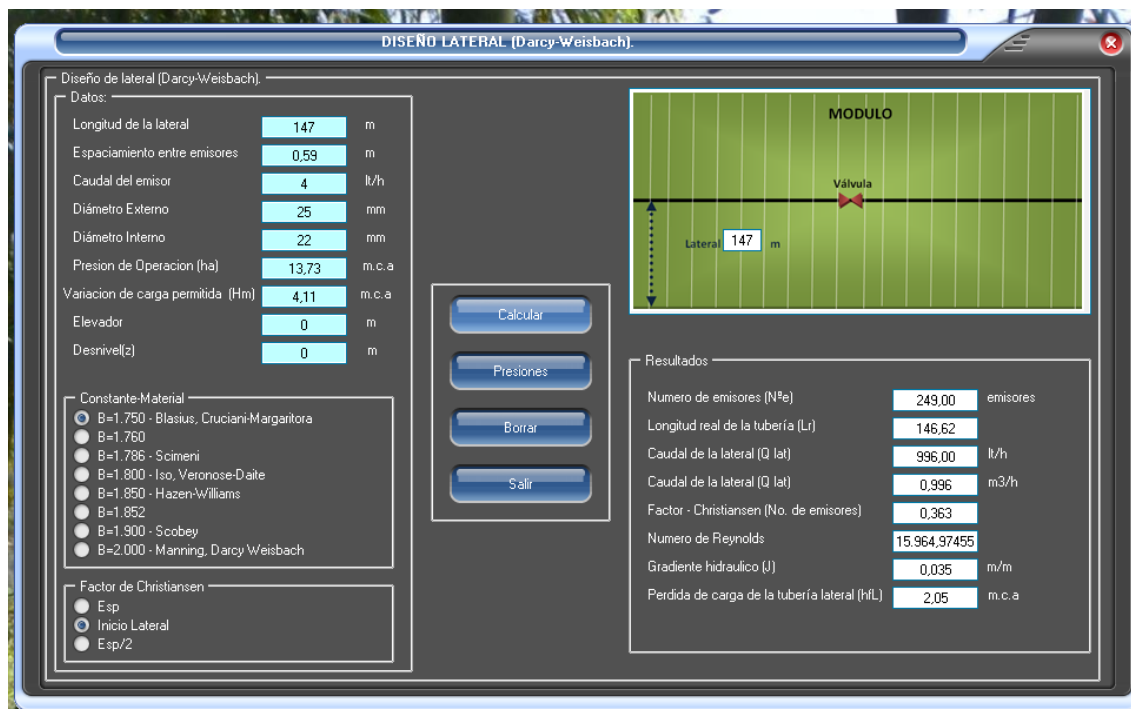 DISEÑO LATERAL (Darcy-Weisbach).
Diseño de lateral (Darcy-Weisbach).
Datos:
Longitud de la lateral 147 m
Espaciamiento entre emisores 0,59 m
Caudal del emisor 4 lt/h
Diámetro Externo 25 mm
Diámetro Interno 22 mm
Presion de Operacion (ha) 13,73 m.c.a
Variacion de carga permitida (Hm) 4,11 m.c.a
Elevador 0 m
Desnivel(z) 0 m
Constante-Material
B=1.750 - Blasius, Cruciani-Margaritora
B=1.760
B=1.786 - Scimeni
B=1.800 - Iso, Veronose-Daite
B=1.850 - Hazen-Williams
B=1.852
B=1.900 - Scobey
B=2.000 - Manning, Darcy Weisbach
Factor de Christiansen
Esp
Inicio Lateral
Esp/2
Calcular
Presiones
Borrar
Salir
MODULO
Válvula
Lateral 147 m
Resultados
Numero de emisores (Nªe) 249,00 emisores
Longitud real de la tubería (Lr) 146,62
Caudal de la lateral (Q lat) 996,00 lt/h
Caudal de la lateral (Q lat) 0,996 m3/h
Factor - Christiansen (No. de emisores) 0,363
Numero de Reynolds 15.964,97455
Gradiente hidraulico (J) 0,035 m/m
Perdida de carga de la tubería lateral (hfL) 2,05 m.c.a